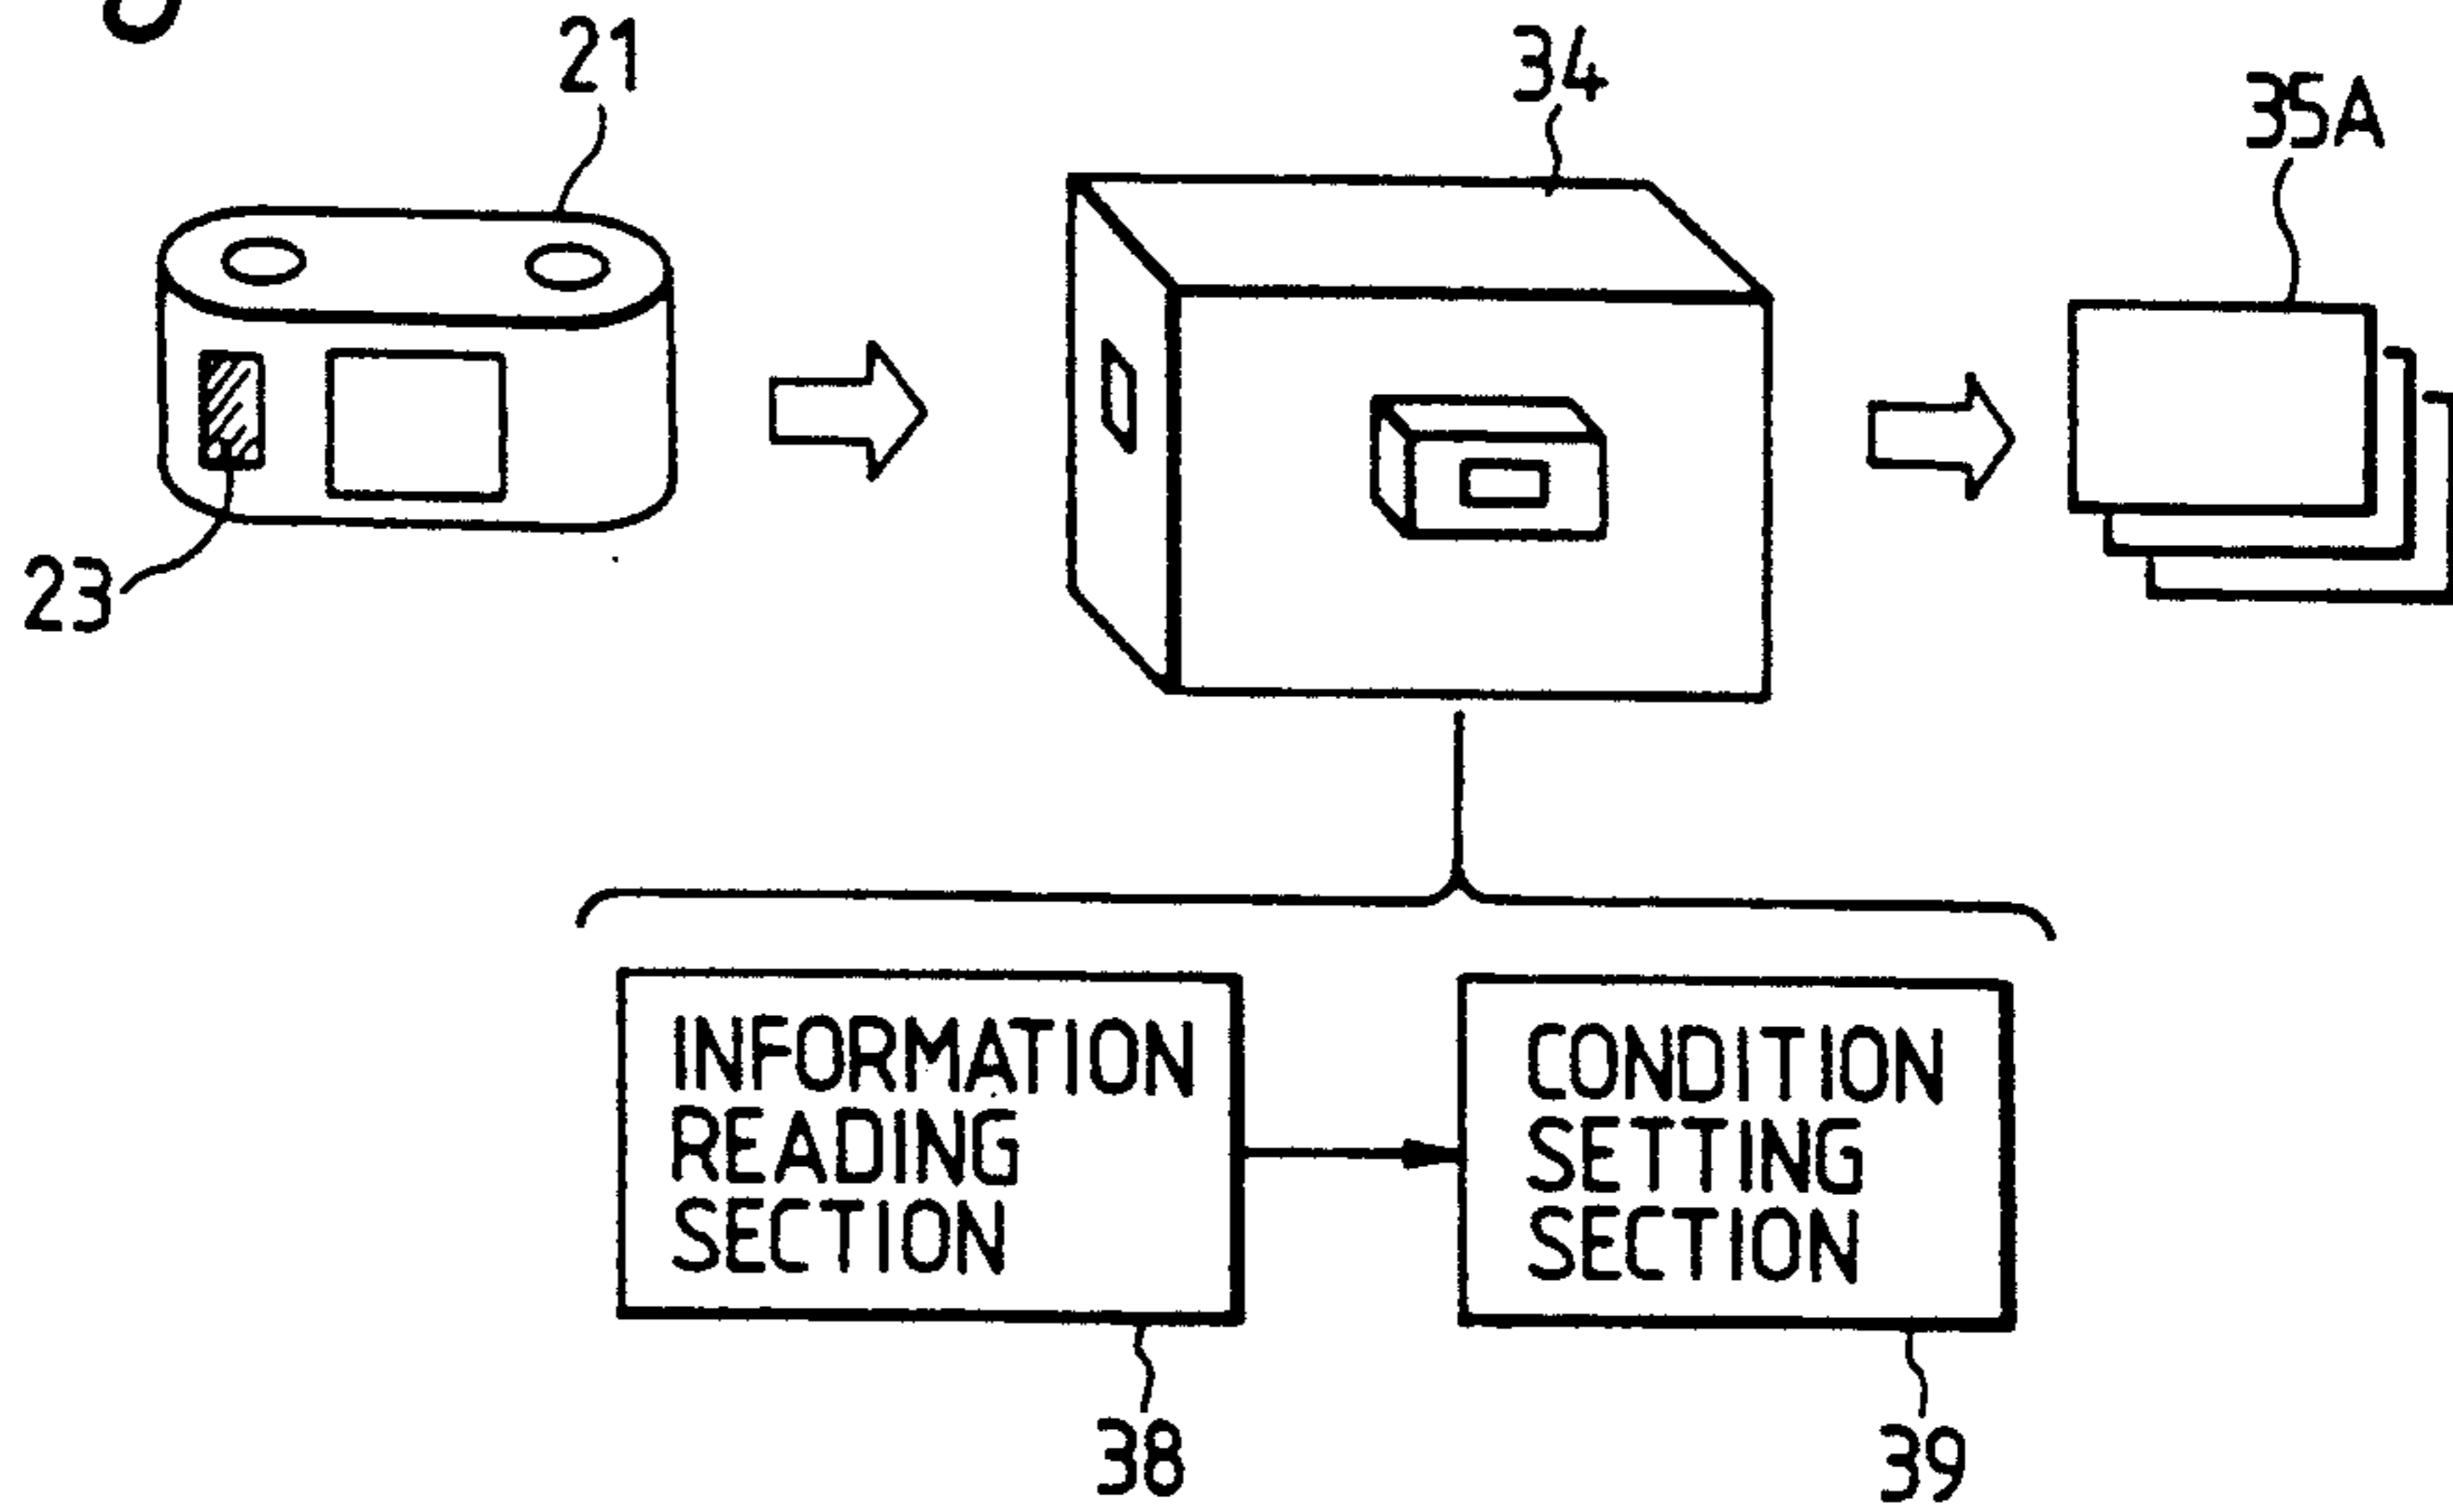 21
34
35A
23
INFORMATION
READING
SECTION
CONDITION
SETTING
SECTION
38
39